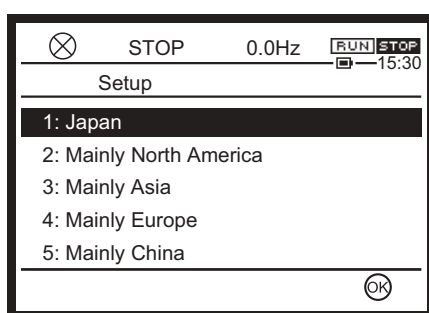 STOP 0.0Hz RUN STOP
15:30
Setup
1: Japan
2: Mainly North America
3: Mainly Asia
4: Mainly Europe
5: Mainly China
OK